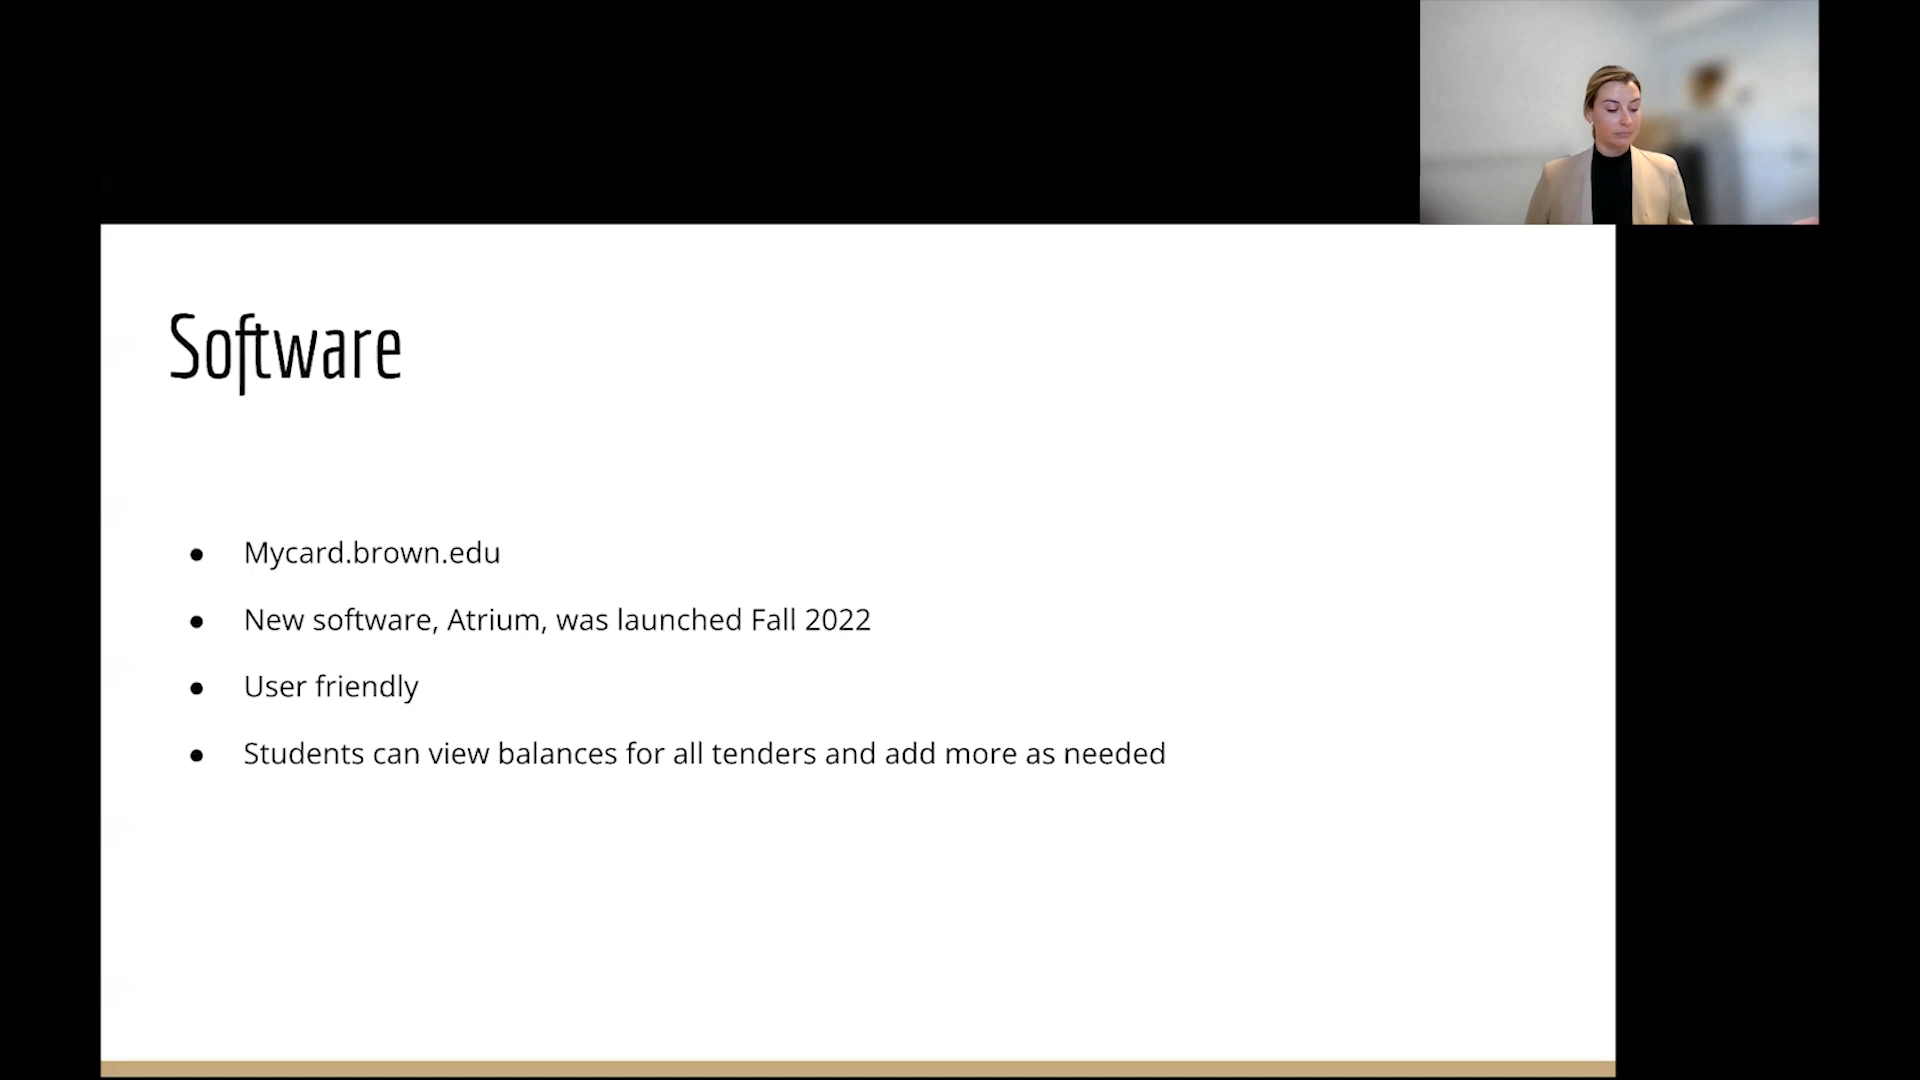 Software
● Mycard.brown.edu
● New software, Atrium, was launched Fall 2022
● User friendly
● Students can view balances for all tenders and add more as needed